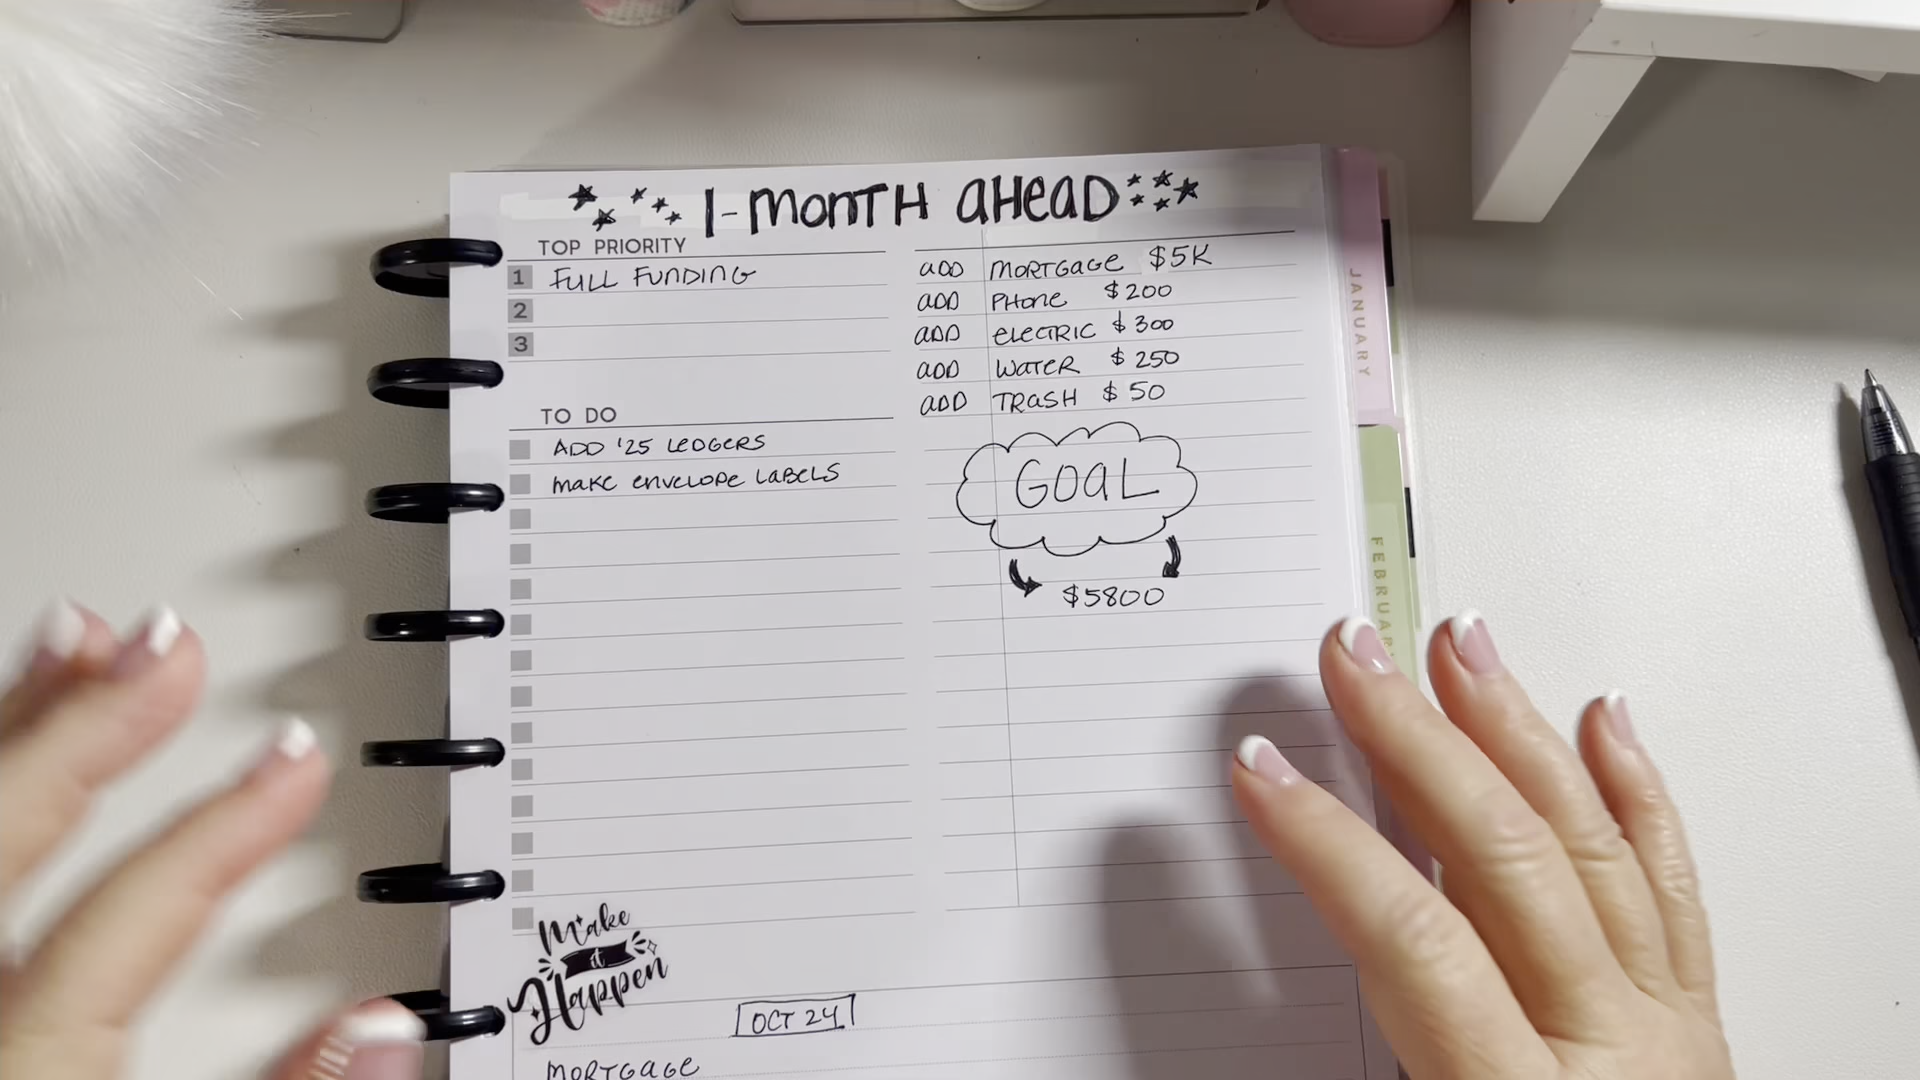 1-MONTH AHEAD
TOP PRIORITY
1 FULL FUNDING
2
3
TO DO
ADD '25 LEDGERS
MAKE ENVELOPE LABELS
ADD MORTGAGE $5K
ADD PHONE $200
ADD ELECTRIC $300
ADD WATER $250
ADD TRASH $50
GOAL
$5800
Make
it
Happen
OCT 24
MORTGAGE
JANUARY
FEBRUARY